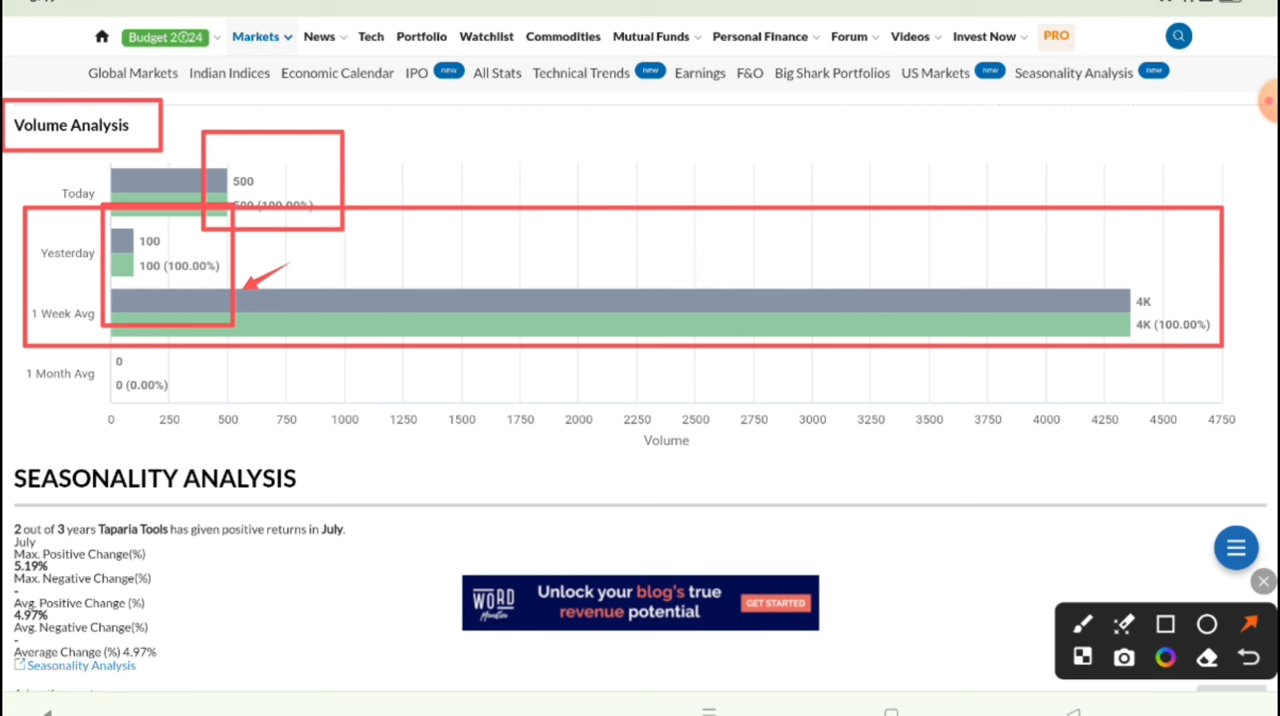 Budget 2024 Markets News Tech Portfolio Watchlist Commodities Mutual Funds Personal Finance Forum Videos Invest Now PRO
Global Markets Indian Indices Economic Calendar IPO new All Stats Technical Trends new Earnings F&O Big Shark Portfolios US Markets new Seasonality Analysis new
Volume Analysis
Today
500
500 (100.00%)
Yesterday
100
100 (100.00%)
1 Week Avg
4K
4K (100.00%)
1 Month Avg
0
0 (0.00%)
0 250 500 750 1000 1250 1500 1750 2000 2250 2500 2750 3000 3250 3500 3750 4000 4250 4500 4750
Volume
SEASONALITY ANALYSIS
2 out of 3 years Taparia Tools has given positive returns in July.
July
Max. Positive Change(%)
5.19%
Max. Negative Change(%)
-
Avg. Positive Change (%)
4.97%
Avg. Negative Change(%)
-
Average Change (%) 4.97%
Seasonality Analysis
WORD
Unlock your blog's true
revenue potential
GET STARTED